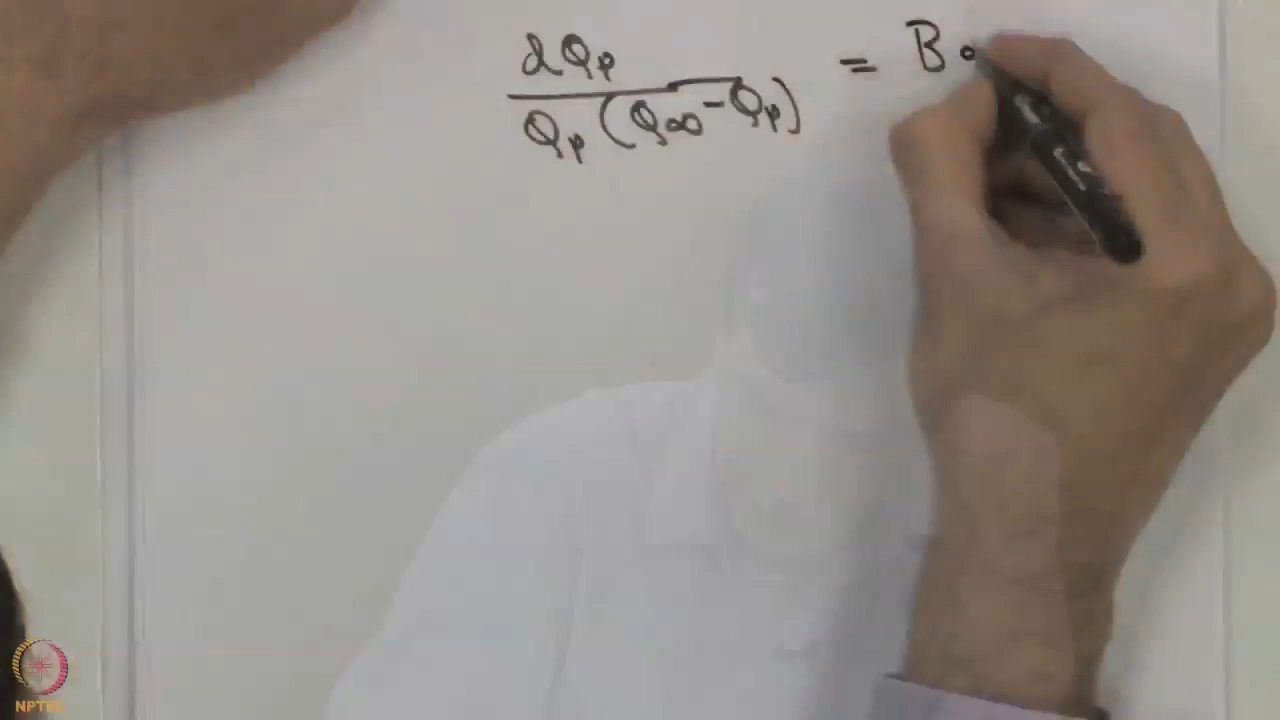 dQp = B
Qp (Q∞ - Qp)
NPTEL